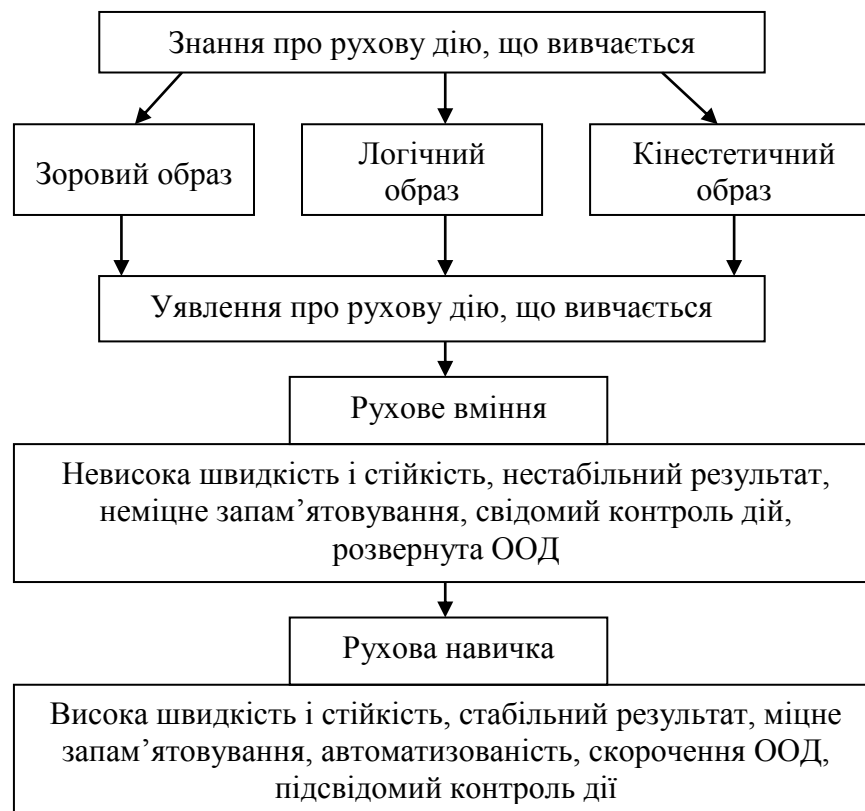 Знання про рухову дію, що вивчається
Зоровий образ
Логічний
образ
Кінестетичний
образ
Уявлення про рухову дію, що вивчається
Рухове вміння
Невисока швидкість і стійкість, нестабільний результат,
неміцне запам’ятовування, свідомий контроль дій,
розвернута ООД
Рухова навичка
Висока швидкість і стійкість, стабільний результат, міцне
запам’ятовування, автоматизованість, скорочення ООД,
підсвідомий контроль дії